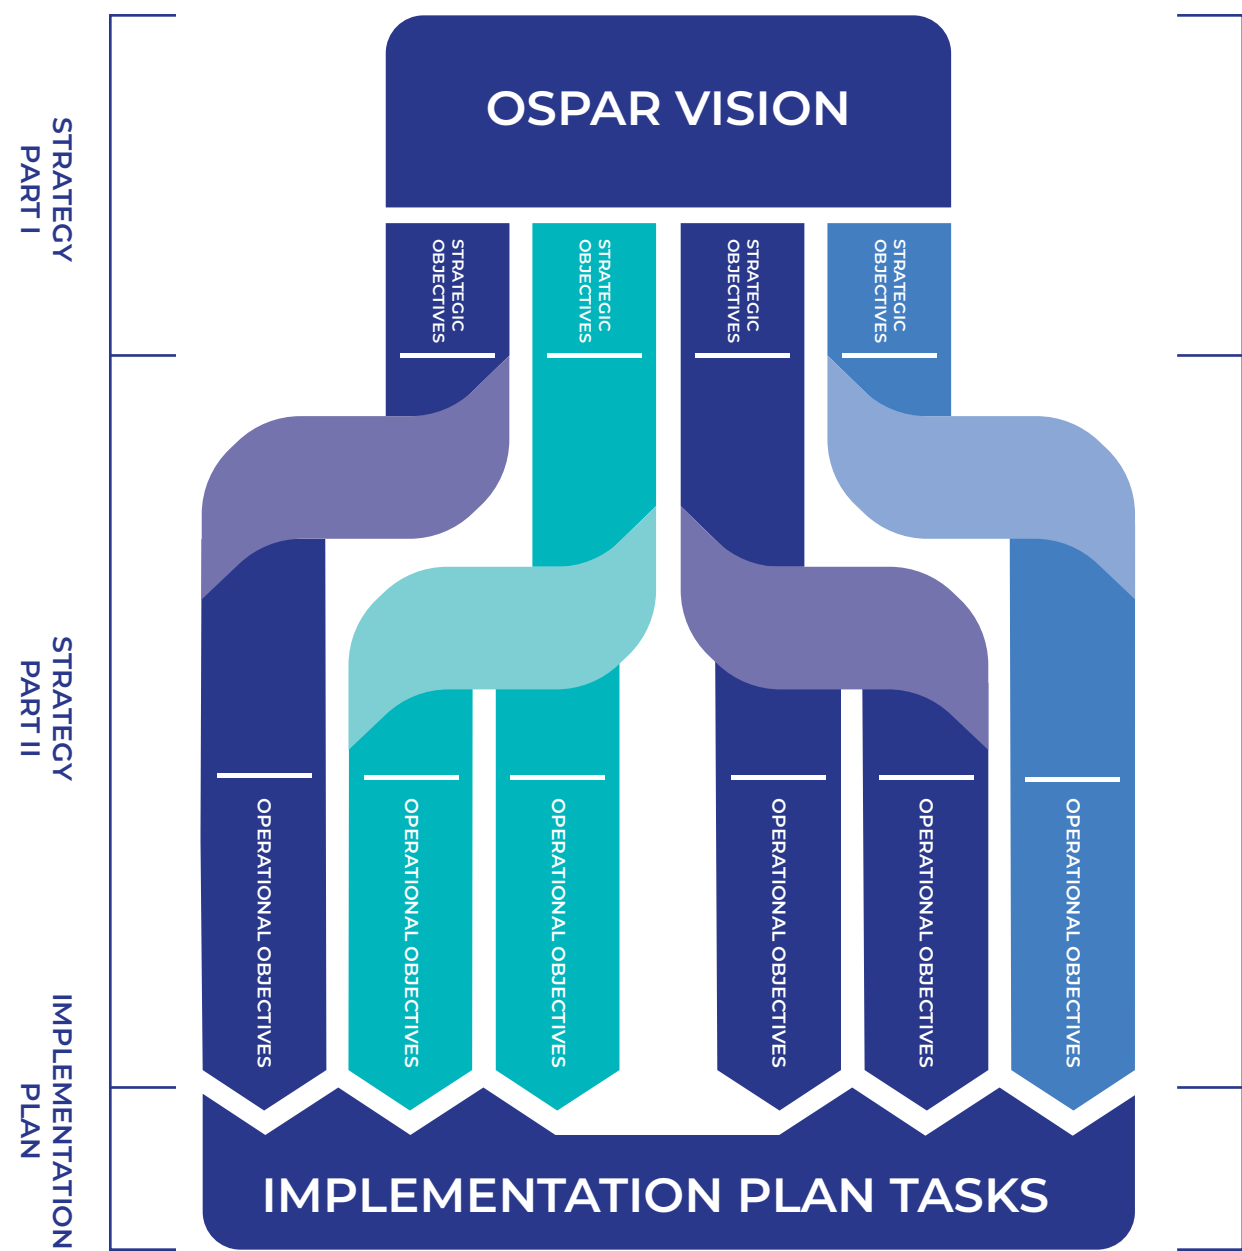 OSPAR VISION
STRATEGY
PART I
STRATEGIC
OBJECTIVES
STRATEGIC
OBJECTIVES
STRATEGIC
OBJECTIVES
STRATEGIC
OBJECTIVES
STRATEGY
PART II
OPERATIONAL OBJECTIVES
OPERATIONAL OBJECTIVES
OPERATIONAL OBJECTIVES
OPERATIONAL OBJECTIVES
OPERATIONAL OBJECTIVES
OPERATIONAL OBJECTIVES
IMPLEMENTATION
PLAN
IMPLEMENTATION PLAN TASKS